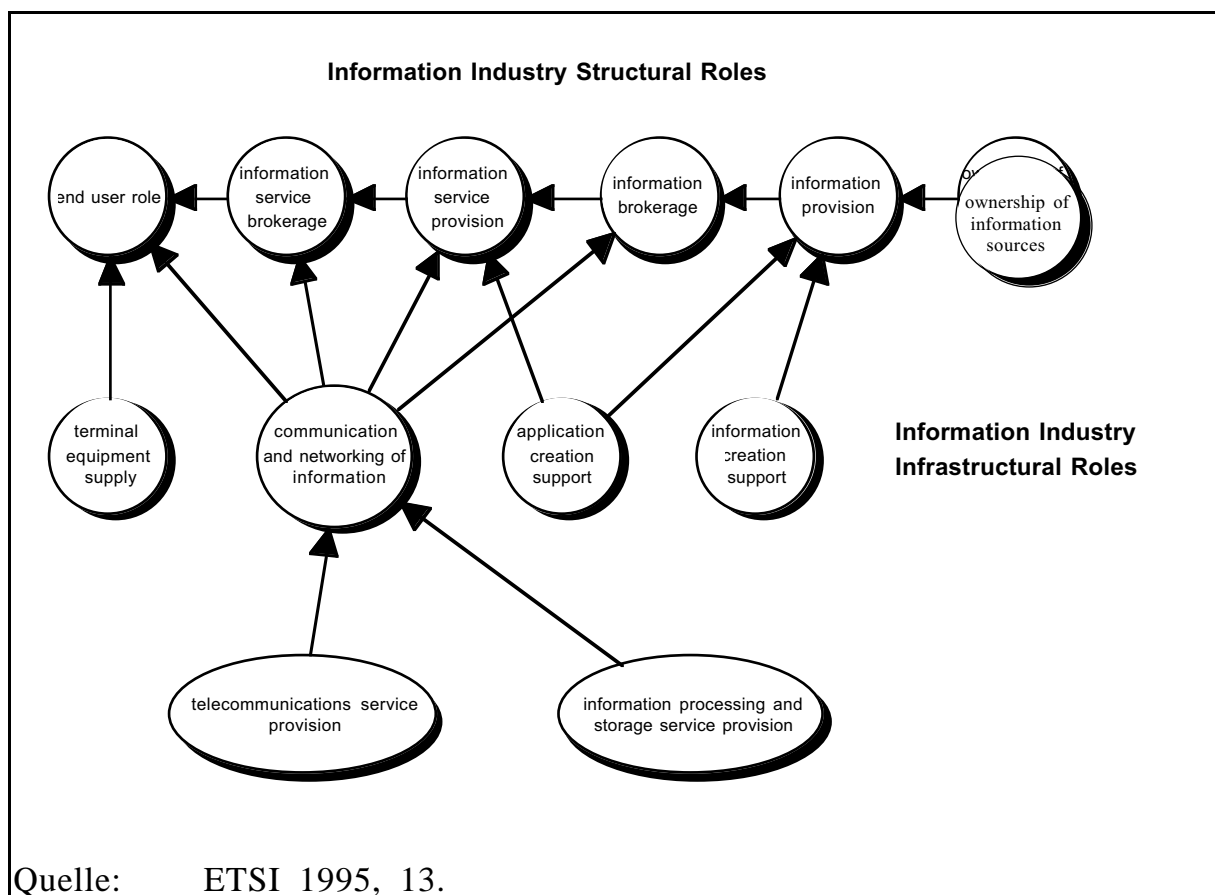 Information Industry Structural Roles
end user role
information
service
brokerage
information
service
provision
information
brokerage
information
provision
ownership of
information
sources
terminal
equipment
supply
communication
and networking of
information
application
creation
support
information
creation
support
Information Industry
Infrastructural Roles
telecommunications service
provision
information processing and
storage service provision
Quelle: ETSI 1995, 13.